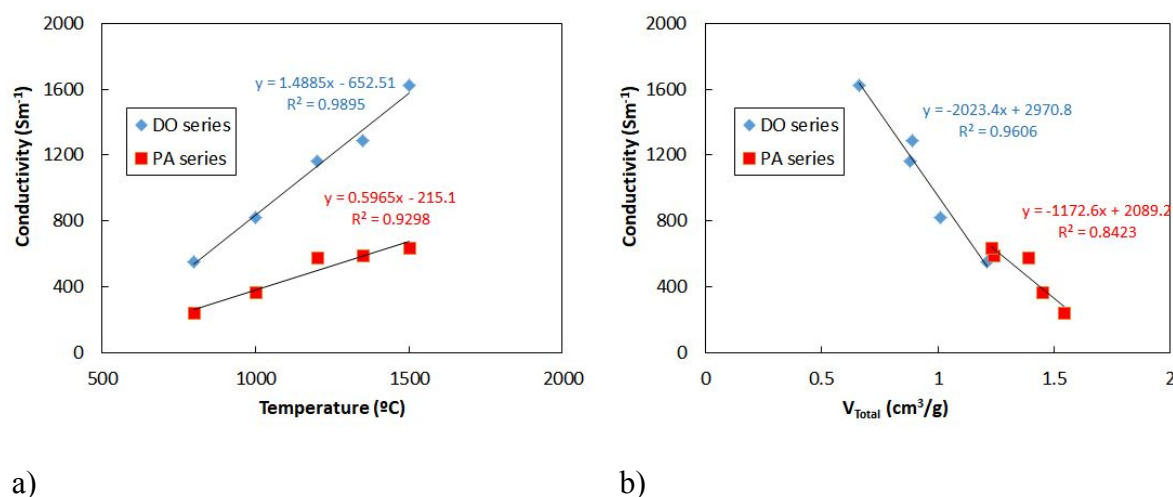 2000
1600
1200
800
400
0
Conductivity (Sm⁻¹)
500
1000
1500
2000
Temperature (ºC)
y = 1.4885x - 652.51
R² = 0.9895
DO series
PA series
y = 0.5965x - 215.1
R² = 0.9298
a)
2000
1600
1200
800
400
0
Conductivity (Sm⁻¹)
0
0.5
1
1.5
2
V_Total (cm³/g)
y = -2023.4x + 2970.8
R² = 0.9606
DO series
PA series
y = -1172.6x + 2089.2
R² = 0.8423
b)